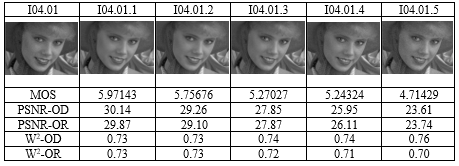 I04.01 I04.01.1 I04.01.2 I04.01.3 I04.01.4 I04.01.5
MOS 5.97143 5.75676 5.27027 5.24324 4.71429
PSNR-OD 30.14 29.26 27.85 25.95 23.61
PSNR-OR 29.87 29.10 27.87 26.11 23.74
W²-OD 0.73 0.73 0.74 0.74 0.76
W²-OR 0.73 0.73 0.72 0.71 0.70